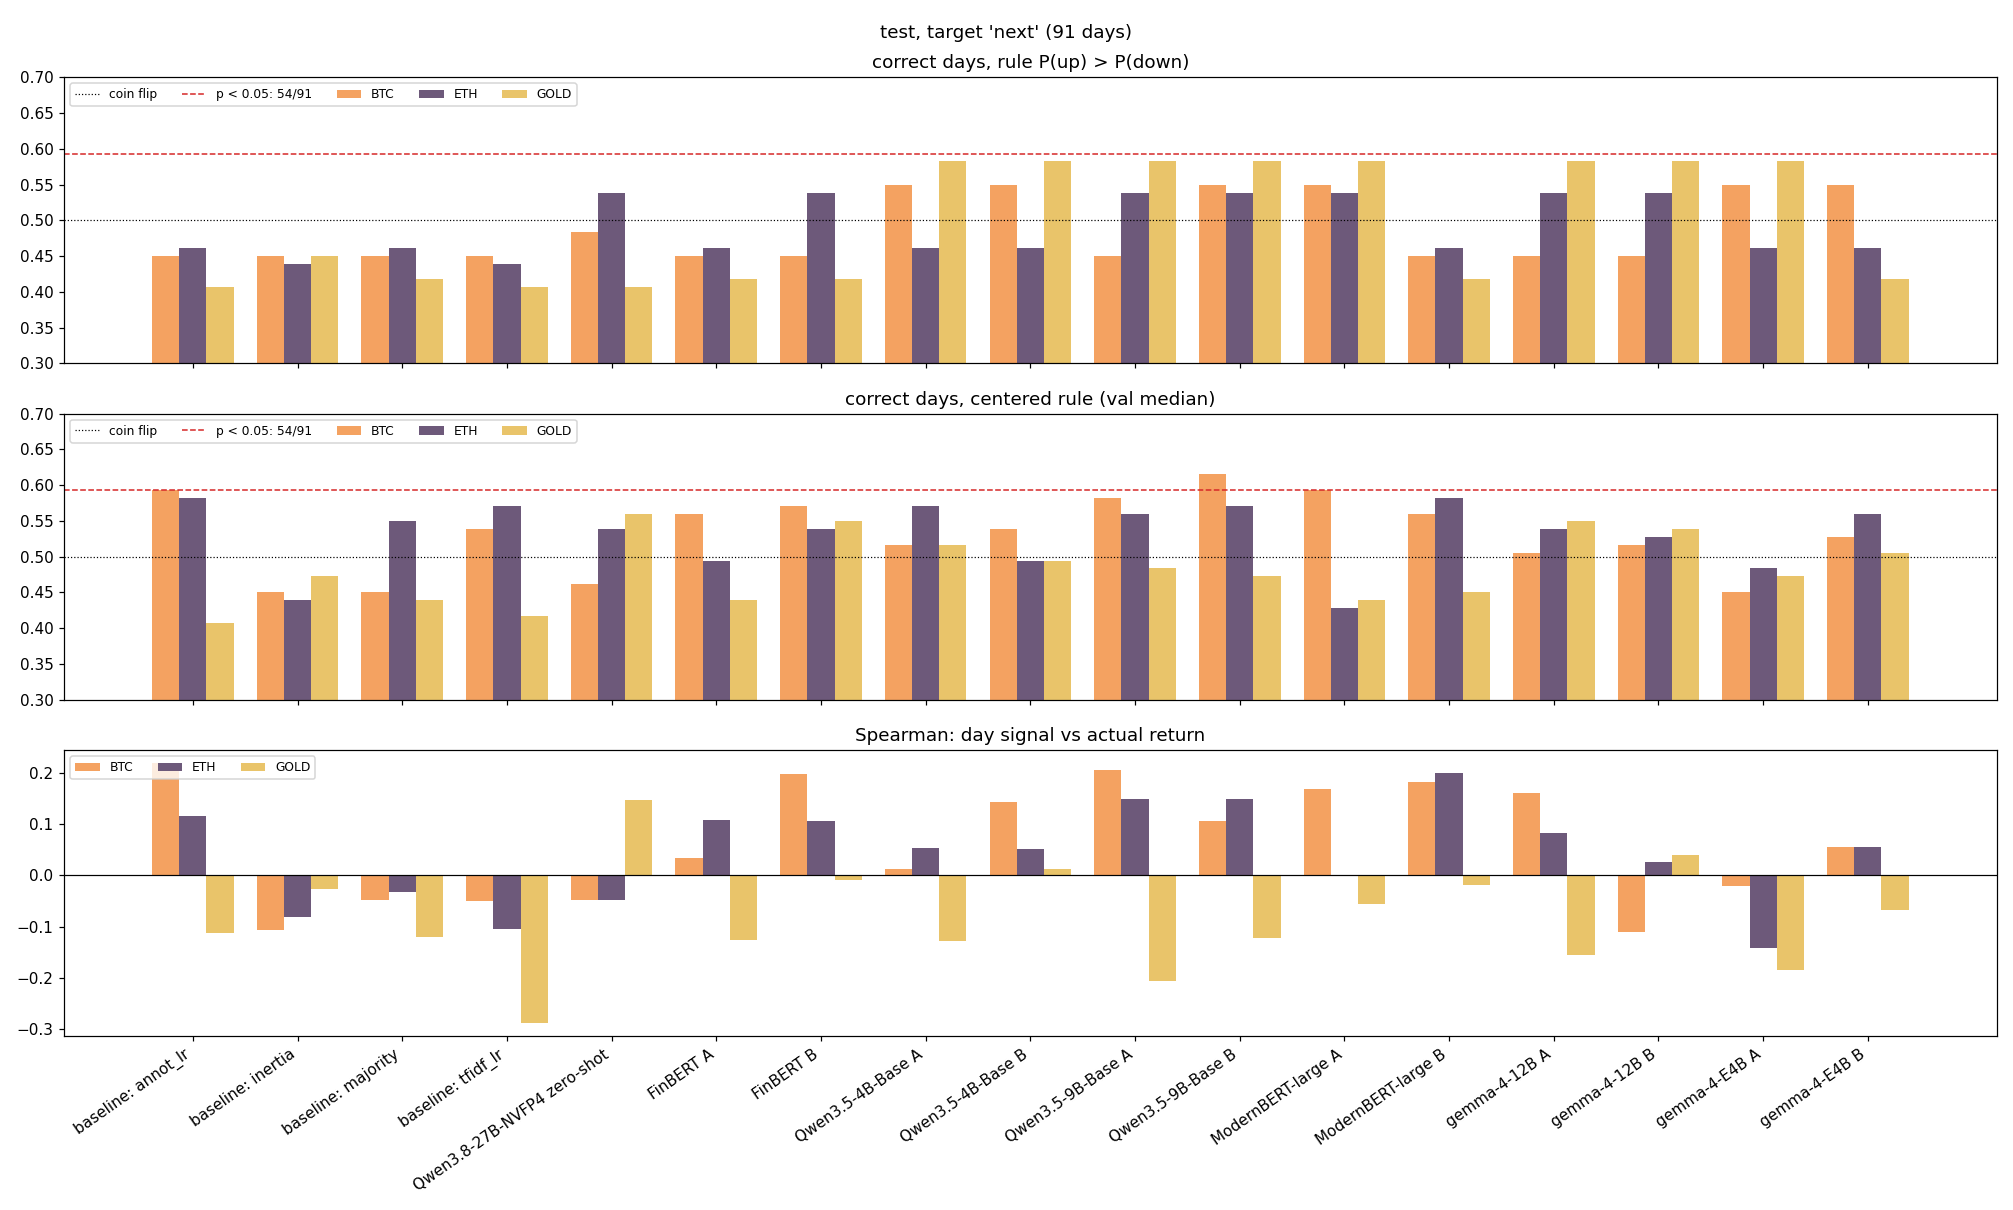 test, target 'next' (91 days)
correct days, rule P(up) > P(down)
coin flip p < 0.05: 54/91 BTC ETH GOLD
0.70
0.65
0.60
0.55
0.50
0.45
0.40
0.35
0.30
correct days, centered rule (val median)
coin flip p < 0.05: 54/91 BTC ETH GOLD
0.70
0.65
0.60
0.55
0.50
0.45
0.40
0.35
0.30
Spearman: day signal vs actual return
BTC ETH GOLD
0.2
0.1
0.0
−0.1
−0.2
−0.3
baseline: annot_lr
baseline: inertia
baseline: majority
baseline: tfidf_lr
Qwen3.8-27B-NVFP4 zero-shot
FinBERT A
FinBERT B
Qwen3.5-4B-Base A
Qwen3.5-4B-Base B
Qwen3.5-9B-Base A
Qwen3.5-9B-Base B
ModernBERT-large A
ModernBERT-large B
gemma-4-12B A
gemma-4-12B B
gemma-4-E4B A
gemma-4-E4B B